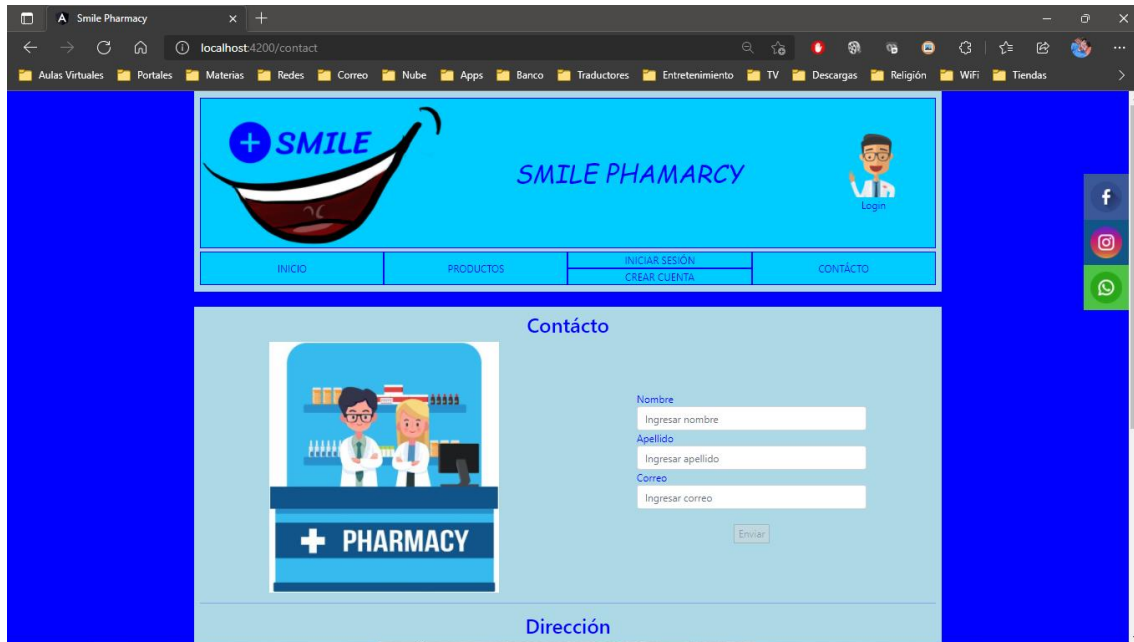 Smile Pharmacy
localhost:4200/contact
Aulas Virtuales Portales Materias Redes Correo Nube Apps Banco Traductores Entretenimiento TV Descargas Religión WiFi Tiendas
SMILE
SMILE PHAMARCY
Login
INICIO
PRODUCTOS
INICIAR SESIÓN
CREAR CUENTA
CONTÁCTO
Contácto
Nombre
Ingresar nombre
Apellido
Ingresar apellido
Correo
Ingresar correo
Enviar
PHARMACY
Dirección